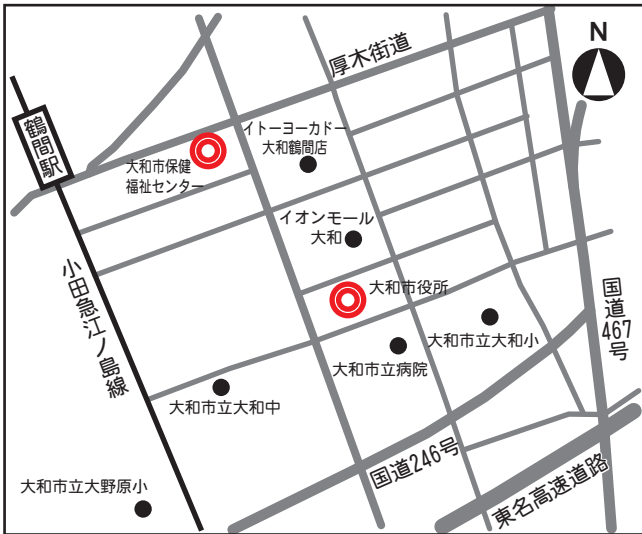 N
厚木街道
鶴間駅
イトーヨーカドー
大和鶴間店
大和市保健
福祉センター
イオンモール
大和
小田急江ノ島線
大和市役所
国道
467
号
大和市立大和小
大和市立病院
大和市立大和中
国道246号
大和市立大野原小
東名高速道路